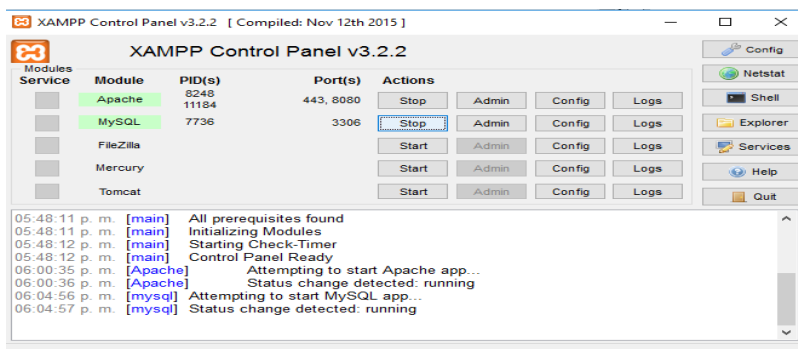 XAMPP Control Panel v3.2.2 [ Compiled: Nov 12th 2015 ]
XAMPP Control Panel v3.2.2
Config
Modules
Service Module PID(s) Port(s) Actions
Netstat
Apache 8248 11184 443, 8080 Stop Admin Config Logs
Shell
MySQL 7736 3306 Stop Admin Config Logs
Explorer
FileZilla Start Admin Config Logs
Services
Mercury Start Admin Config Logs
Help
Tomcat Start Admin Config Logs
Quit
05:48:11 p. m. [main] All prerequisites found
05:48:11 p. m. [main] Initializing Modules
05:48:12 p. m. [main] Starting Check-Timer
05:48:12 p. m. [main] Control Panel Ready
06:00:35 p. m. [Apache] Attempting to start Apache app...
06:00:36 p. m. [Apache] Status change detected: running
06:04:56 p. m. [mysql] Attempting to start MySQL app...
06:04:57 p. m. [mysql] Status change detected: running